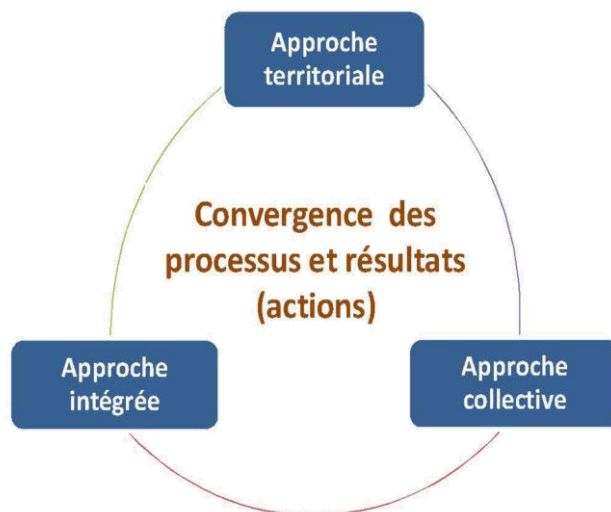 Approche
territoriale
Convergence des
processus et résultats
(actions)
Approche
intégrée
Approche
collective